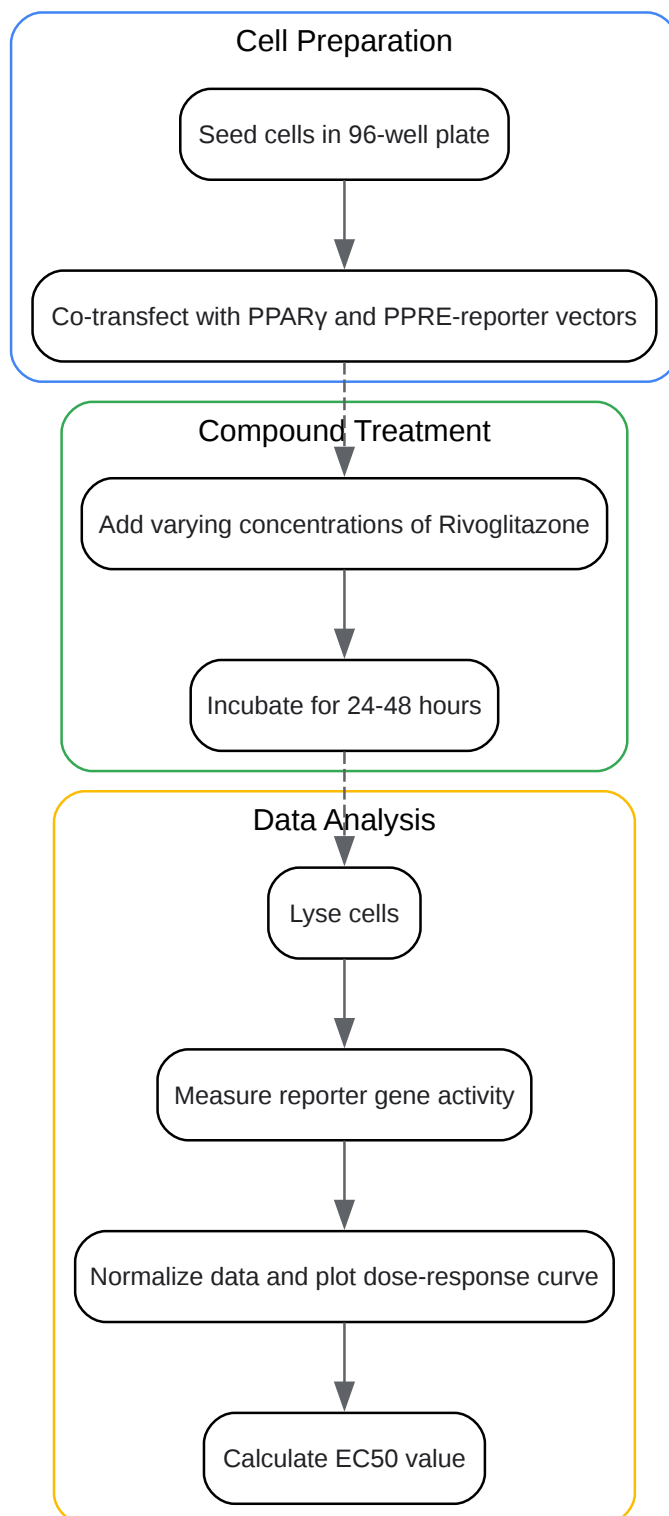 Cell Preparation
Seed cells in 96-well plate
Co-transfect with PPARγ and PPRE-reporter vectors
Compound Treatment
Add varying concentrations of Rivoglitazone
Incubate for 24-48 hours
Data Analysis
Lyse cells
Measure reporter gene activity
Normalize data and plot dose-response curve
Calculate EC50 value